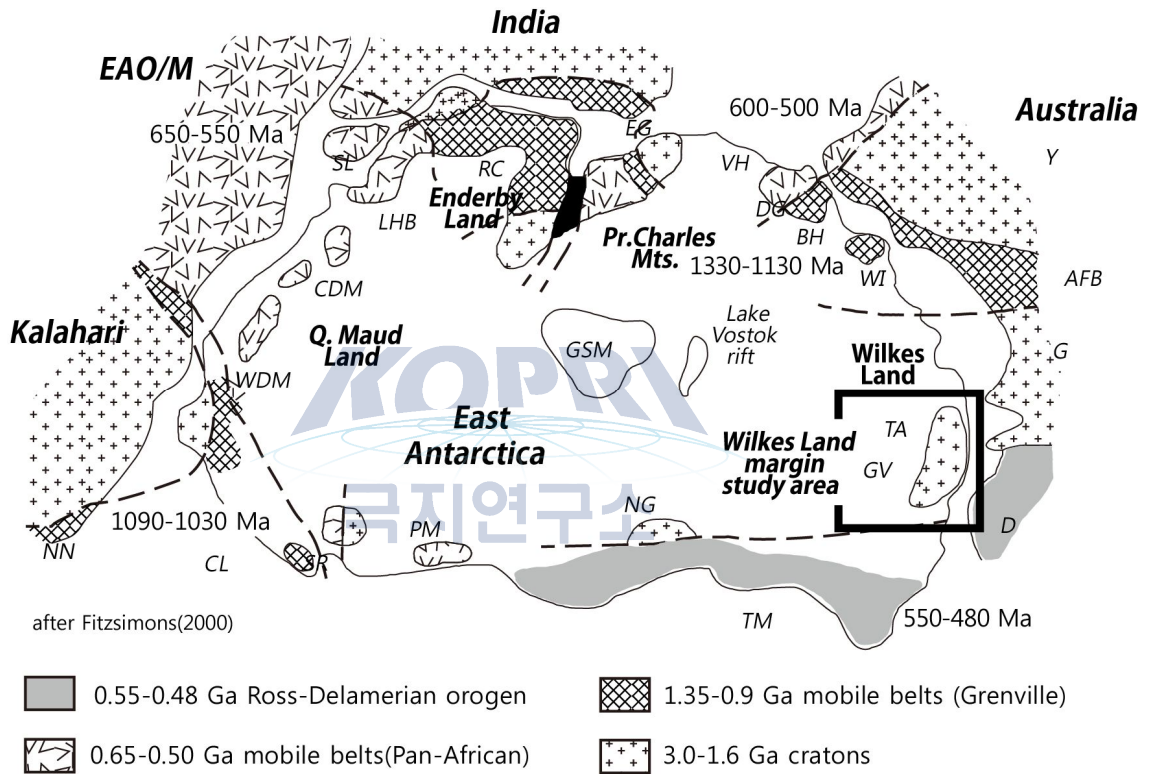 India
EAO/M
650-550 Ma
600-500 Ma
Australia
EG
Y
SL
RC
VH
Enderby
Land
DG
LHB
BH
Pr.Charles
Mts.
1330-1130 Ma
WI
AFB
CDM
Kalahari
Q. Maud
Land
GSM
Lake
Vostok
rift
G
Wilkes
Land
WDM
KOPRI
East
Antarctica
Wilkes Land
margin
study area
TA
GV
극지연구소
1090-1030 Ma
NN
CL
SR
PM
NG
D
TM
550-480 Ma
after Fitzsimons(2000)
0.55-0.48 Ga Ross-Delamerian orogen
1.35-0.9 Ga mobile belts (Grenville)
0.65-0.50 Ga mobile belts(Pan-African)
3.0-1.6 Ga cratons